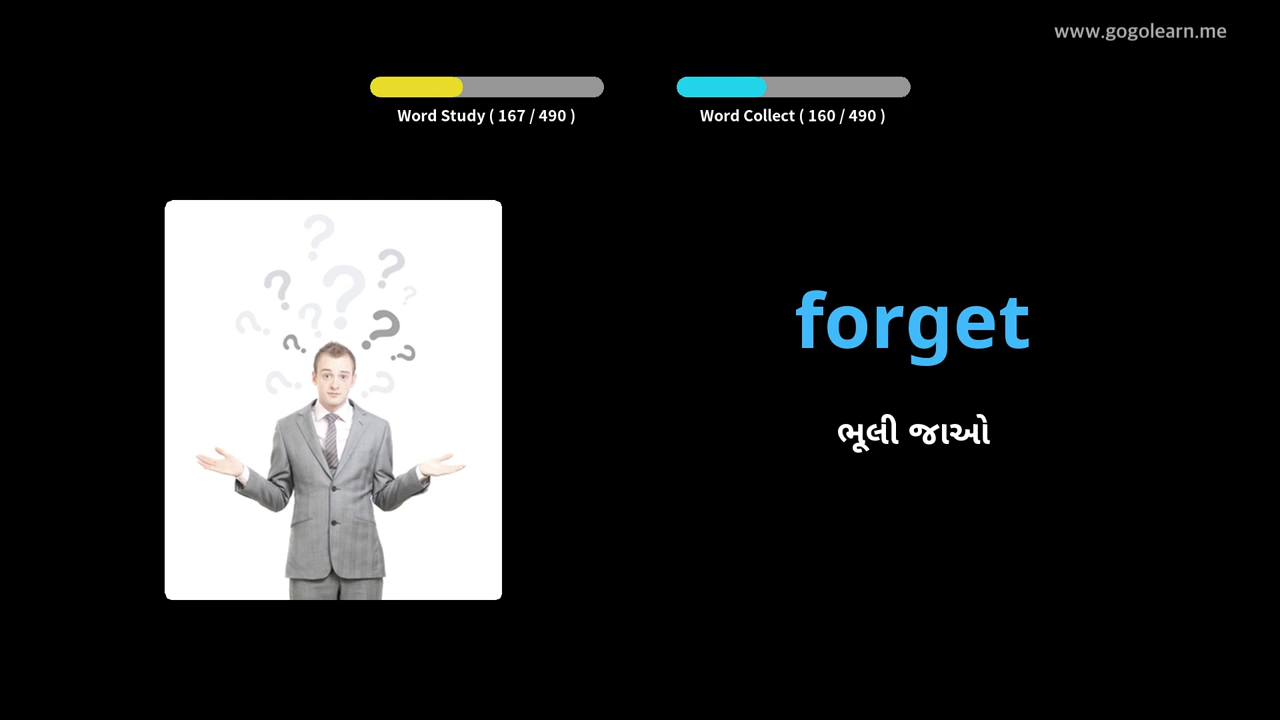 www.gogolearn.me
Word Study ( 167 / 490 )
Word Collect ( 160 / 490 )
forget
ભૂલી જાઓ